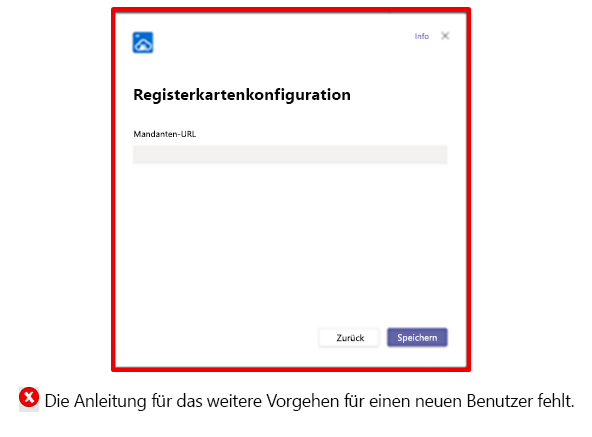 Info
Registerkartenkonfiguration
Mandanten-URL
Zurück
Speichern
Die Anleitung für das weitere Vorgehen für einen neuen Benutzer fehlt.